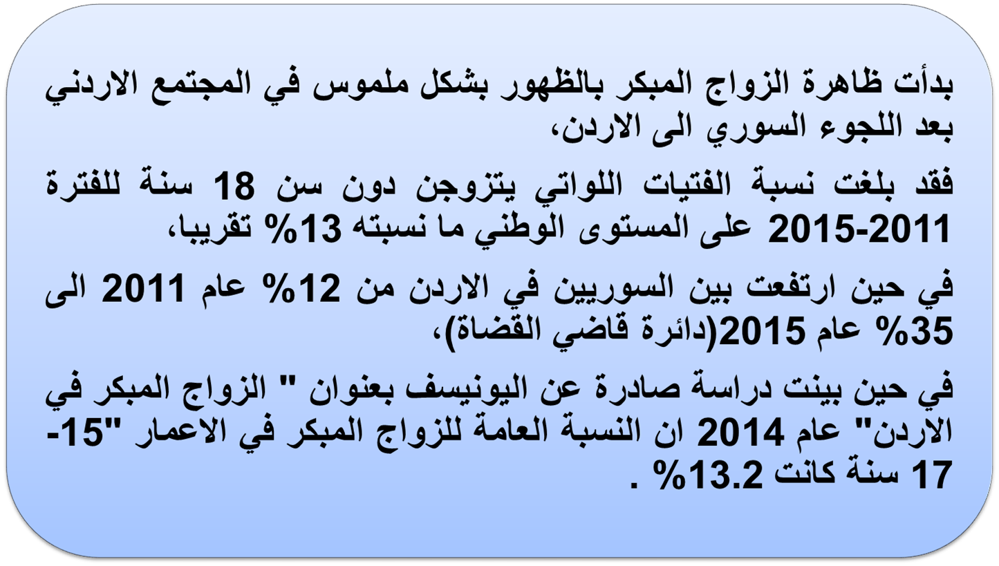 بدأت ظاهرة الزواج المبكر بالظهور بشكل ملموس في المجتمع الاردني
بعد اللجوء السوري الى الاردن،
فقد بلغت نسبة الفتيات اللواتي يتزوجن دون سن 18 سنة للفترة
2011-2015 على المستوى الوطني ما نسبته 13% تقريبا،
في حين ارتفعت بين السوريين في الاردن من 12% عام 2011 الى
35% عام 2015(دائرة قاضي القضاة)،
في حين بينت دراسة صادرة عن اليونيسف بعنوان " الزواج المبكر في
الاردن" عام 2014 ان النسبة العامة للزواج المبكر في الاعمار "15-
17 سنة كانت 13.2% .